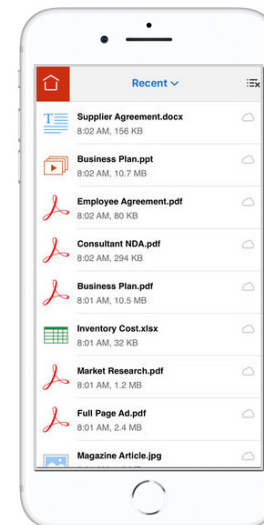 Recent
Supplier Agreement.docx
8:02 AM, 156 KB
Business Plan.ppt
8:02 AM, 10.7 MB
Employee Agreement.pdf
8:02 AM, 80 KB
Consultant NDA.pdf
8:02 AM, 294 KB
Business Plan.pdf
8:01 AM, 10.5 MB
Inventory Cost.xlsx
8:01 AM, 32 KB
Market Research.pdf
8:01 AM, 1.2 MB
Full Page Ad.pdf
8:01 AM, 2.4 MB
Magazine Article.jpg